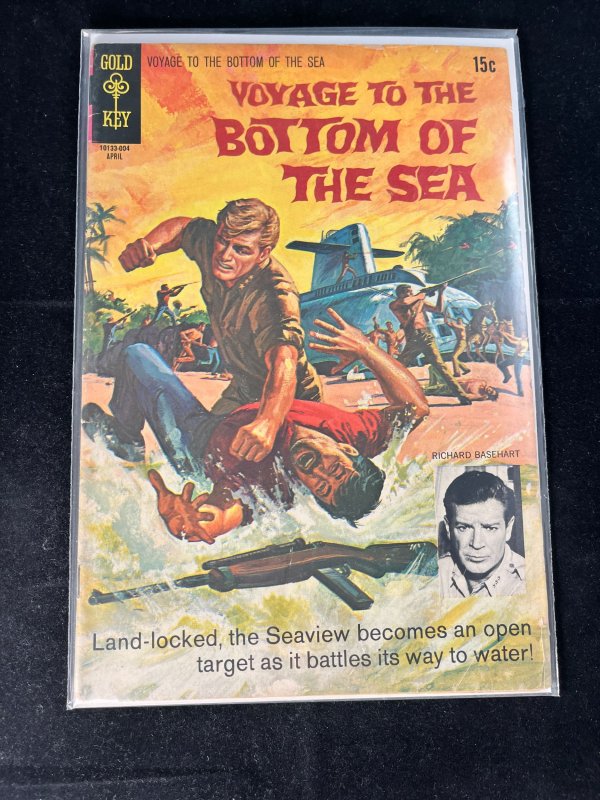 GOLD
KEY
10133-004
APRIL
VOYAGE TO THE BOTTOM OF THE SEA
15c
VOYAGE TO THE
BOTTOM OF
THE SEA
RICHARD BASEHART
Land-locked, the Seaview becomes an open
target as it battles its way to water!